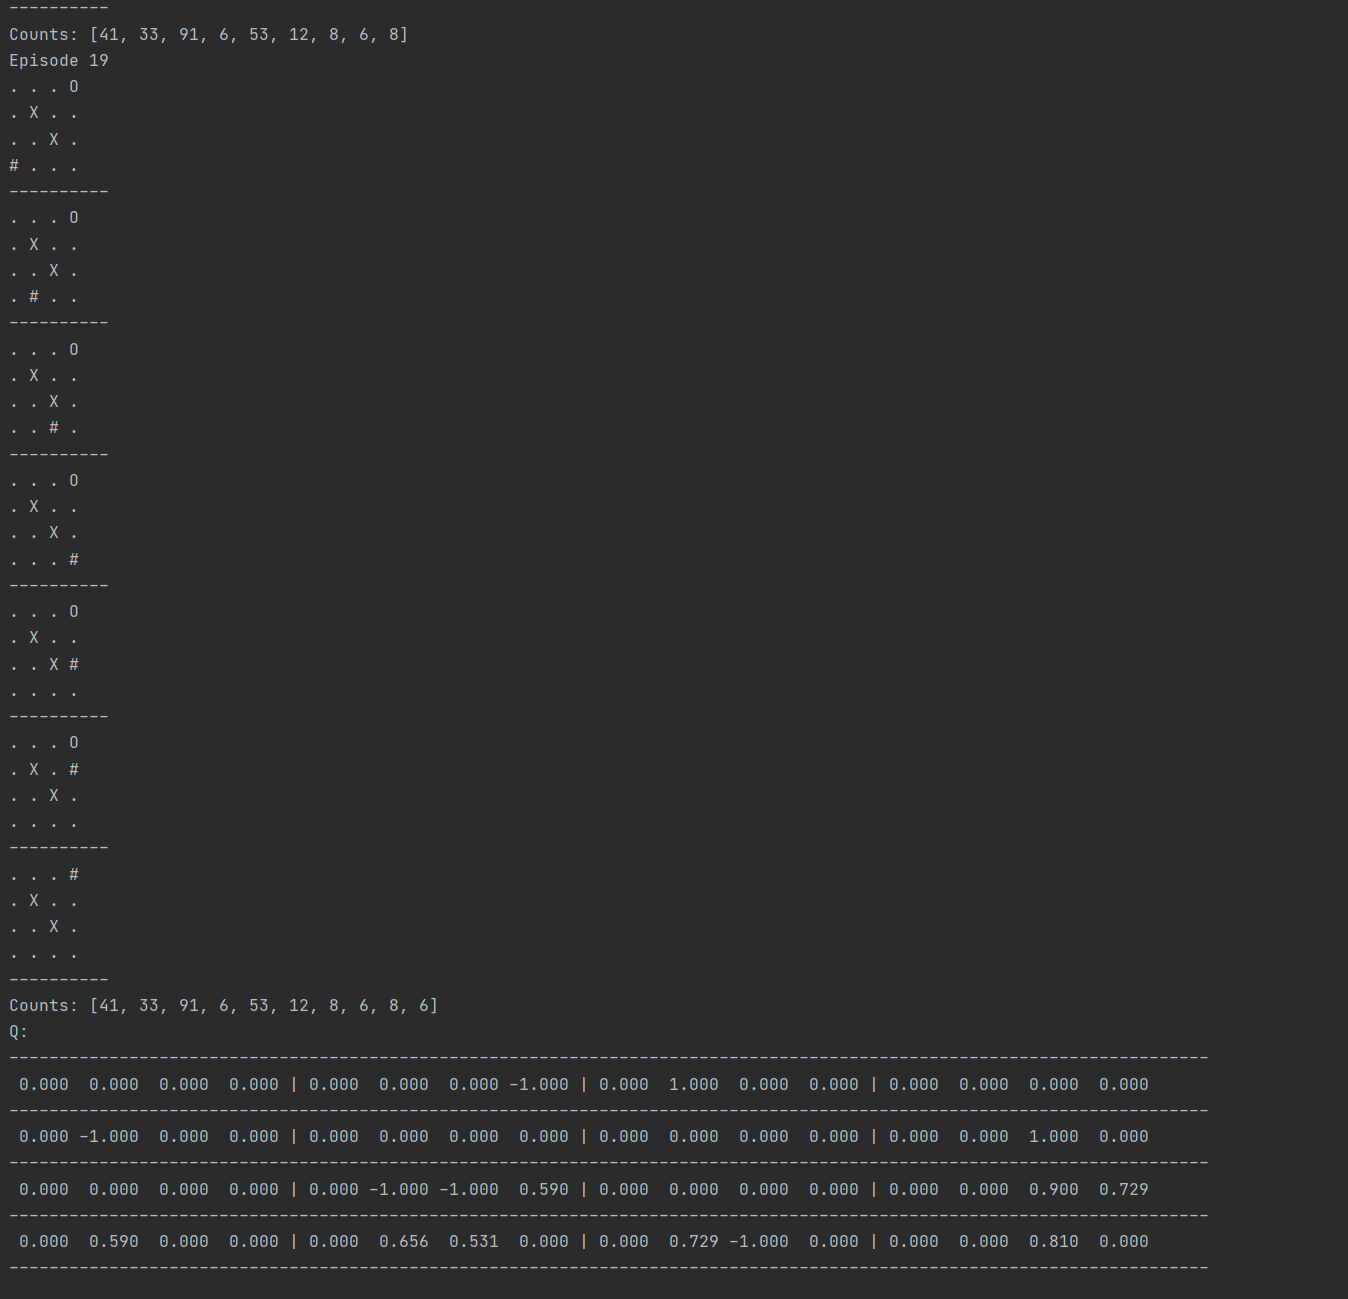 ----------
Counts: [41, 33, 91, 6, 53, 12, 8, 6, 8]
Episode 19
. . . O
. X . .
. . X .
# . . .
----------
. . . O
. X . .
. . X .
. # . .
----------
. . . O
. X . .
. . X .
. . # .
----------
. . . O
. X . .
. . X .
. . . #
----------
. . . O
. X . .
. . X #
. . . .
----------
. . . O
. X . #
. . X .
. . . .
----------
. . . #
. X . .
. . X .
. . . .
----------
Counts: [41, 33, 91, 6, 53, 12, 8, 6, 8, 6]
Q:
------------------------------------------------------------------------------------------------------------------------
 0.000  0.000  0.000  0.000 | 0.000  0.000  0.000 -1.000 | 0.000  1.000  0.000  0.000 | 0.000  0.000  0.000  0.000
------------------------------------------------------------------------------------------------------------------------
 0.000 -1.000  0.000  0.000 | 0.000  0.000  0.000  0.000 | 0.000  0.000  0.000  0.000 | 0.000  0.000  1.000  0.000
------------------------------------------------------------------------------------------------------------------------
 0.000  0.000  0.000  0.000 | 0.000 -1.000 -1.000  0.590 | 0.000  0.000  0.000  0.000 | 0.000  0.000  0.900  0.729
------------------------------------------------------------------------------------------------------------------------
 0.000  0.590  0.000  0.000 | 0.000  0.656  0.531  0.000 | 0.000  0.729 -1.000  0.000 | 0.000  0.000  0.810  0.000
------------------------------------------------------------------------------------------------------------------------